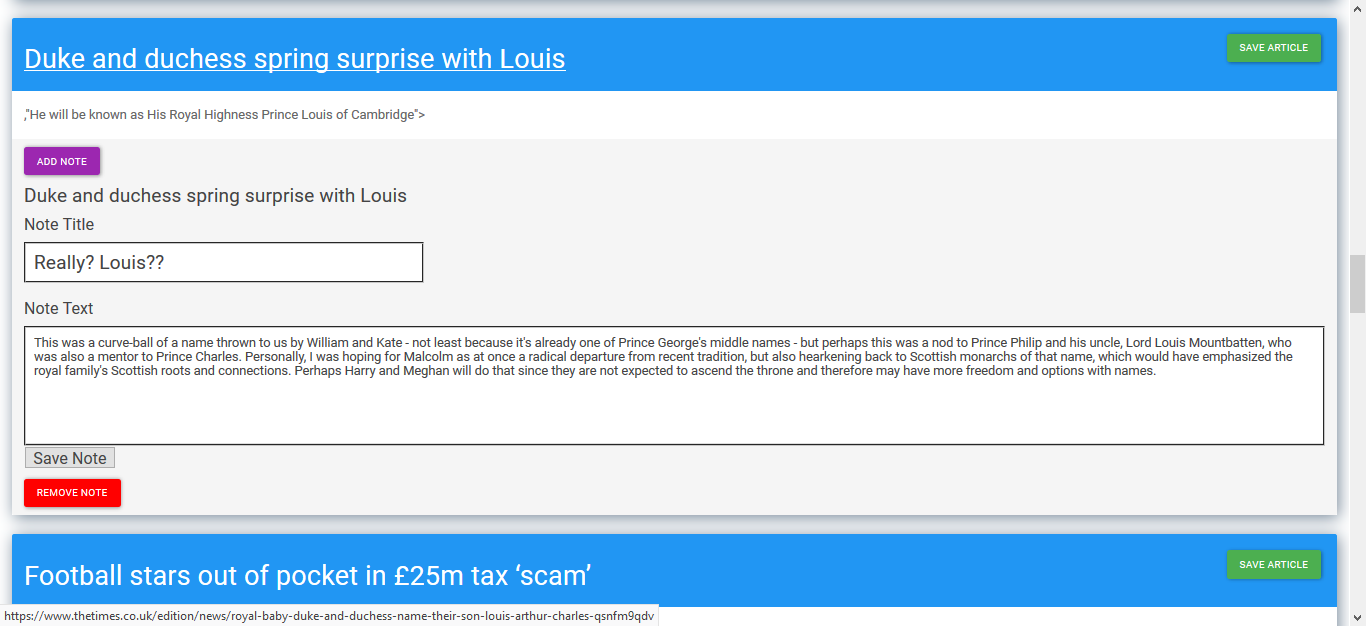 Duke and duchess spring surprise with Louis
SAVE ARTICLE
,"He will be known as His Royal Highness Prince Louis of Cambridge">
ADD NOTE
Duke and duchess spring surprise with Louis
Note Title
Really? Louis??
Note Text
This was a curve-ball of a name thrown to us by William and Kate - not least because it's already one of Prince George's middle names - but perhaps this was a nod to Prince Philip and his uncle, Lord Louis Mountbatten, who
was also a mentor to Prince Charles. Personally, I was hoping for Malcolm as at once a radical departure from recent tradition, but also hearkening back to Scottish monarchs of that name, which would have emphasized the
royal family's Scottish roots and connections. Perhaps Harry and Meghan will do that since they are not expected to ascend the throne and therefore may have more freedom and options with names.
Save Note
REMOVE NOTE
Football stars out of pocket in £25m tax ‘scam’
SAVE ARTICLE
https://www.thetimes.co.uk/edition/news/royal-baby-duke-and-duchess-name-their-son-louis-arthur-charles-qsnfm9qdv